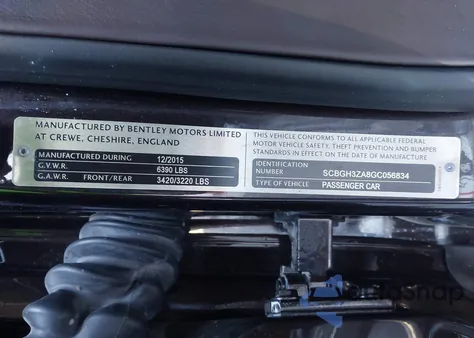 MANUFACTURED BY BENTLEY MOTORS LIMITED
AT CREWE, CHESHIRE, ENGLAND
MANUFACTURED DURING 12/2015
G.V.W.R. 6390 LBS
G.A.W.R. FRONT/REAR 3420/3220 LBS
THIS VEHICLE CONFORMS TO ALL APPLICABLE FEDERAL
MOTOR VEHICLE SAFETY, THEFT PREVENTION AND BUMPER
STANDARDS IN EFFECT ON THE DATE OF MANUFACTURE
IDENTIFICATION
NUMBER SCBGH3ZA8GC056834
TYPE OF VEHICLE PASSENGER CAR